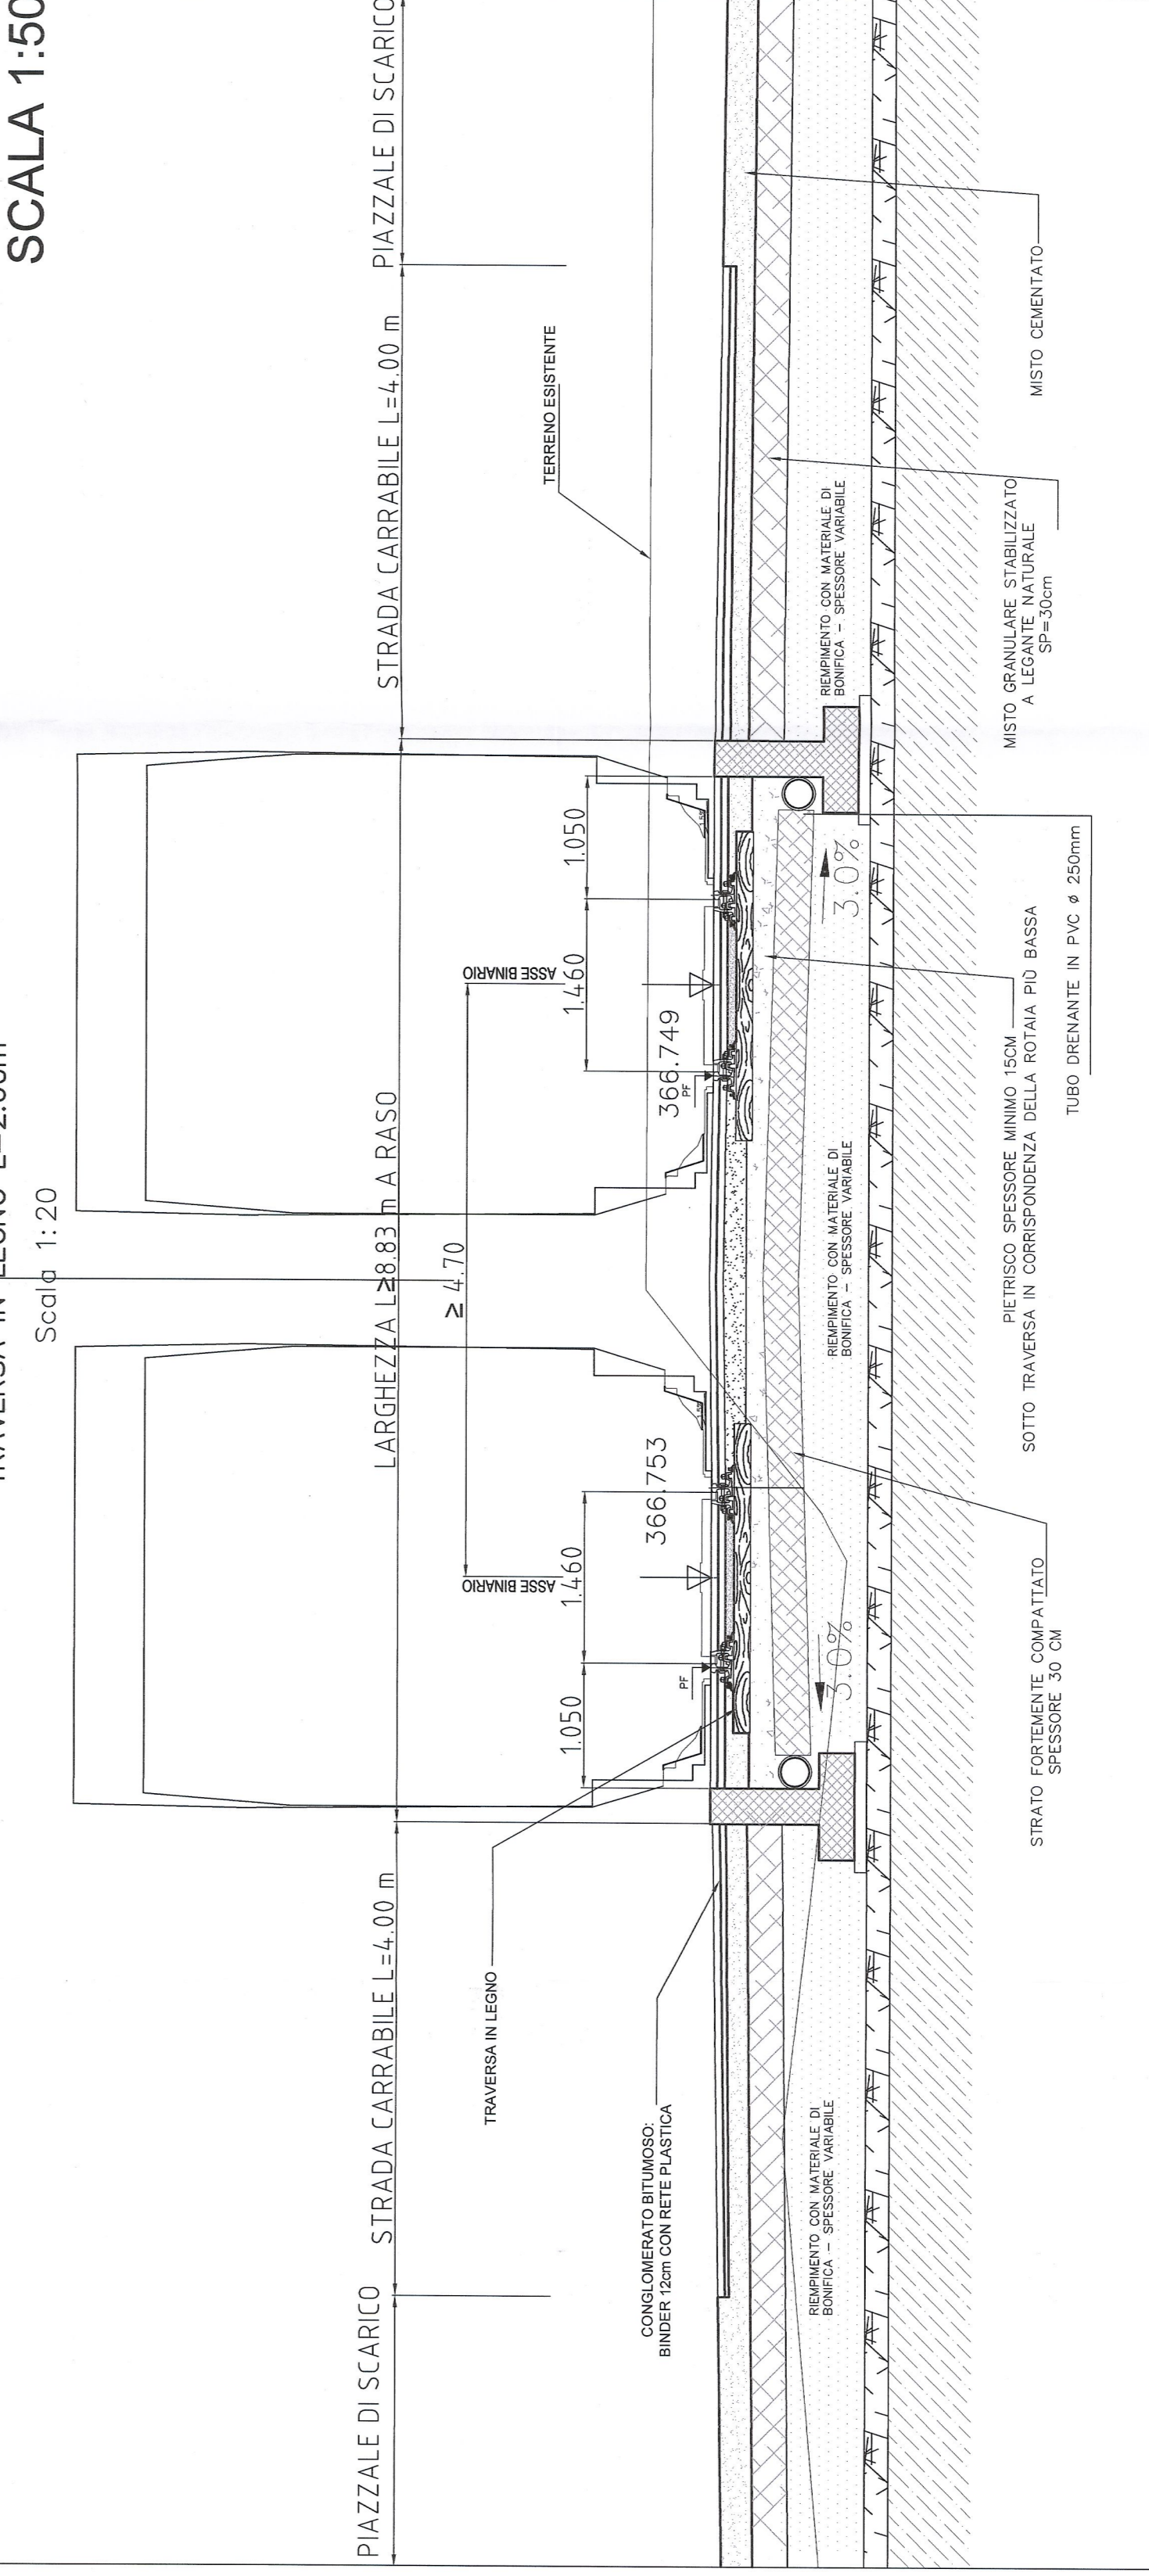 SCALA 1:50
Scala 1:20
PIAZZALE DI SCARICO
STRADA CARRABILE L=4.00 m
LARGHEZZA L≥8.83 m A RASO
STRADA CARRABILE L=4.00 m
PIAZZALE DI SCARICO
≥ 4.70
ASSE BINARIO
ASSE BINARIO
TRAVERSA IN LEGNO
TERRENO ESISTENTE
1.050
1.460
1.460
1.050
CONGLOMERATO BITUMOSO:
BINDER 12cm CON RETE PLASTICA
366.753
366.749
PF
PF
RIEMPIMENTO CON MATERIALE DI
BONIFICA – SPESSORE VARIABILE
3.0%
RIEMPIMENTO CON MATERIALE DI
BONIFICA – SPESSORE VARIABILE
3.0%
RIEMPIMENTO CON MATERIALE DI
BONIFICA – SPESSORE VARIABILE
STRATO FORTEMENTE COMPATTATO
SPESSORE 30 CM
PIETRISCO SPESSORE MINIMO 15CM
SOTTO TRAVERSA IN CORRISPONDENZA DELLA ROTAIA PIÙ BASSA
TUBO DRENANTE IN PVC ø 250mm
MISTO GRANULARE STABILIZZATO
A LEGANTE NATURALE
SP=30cm
MISTO CEMENTATO